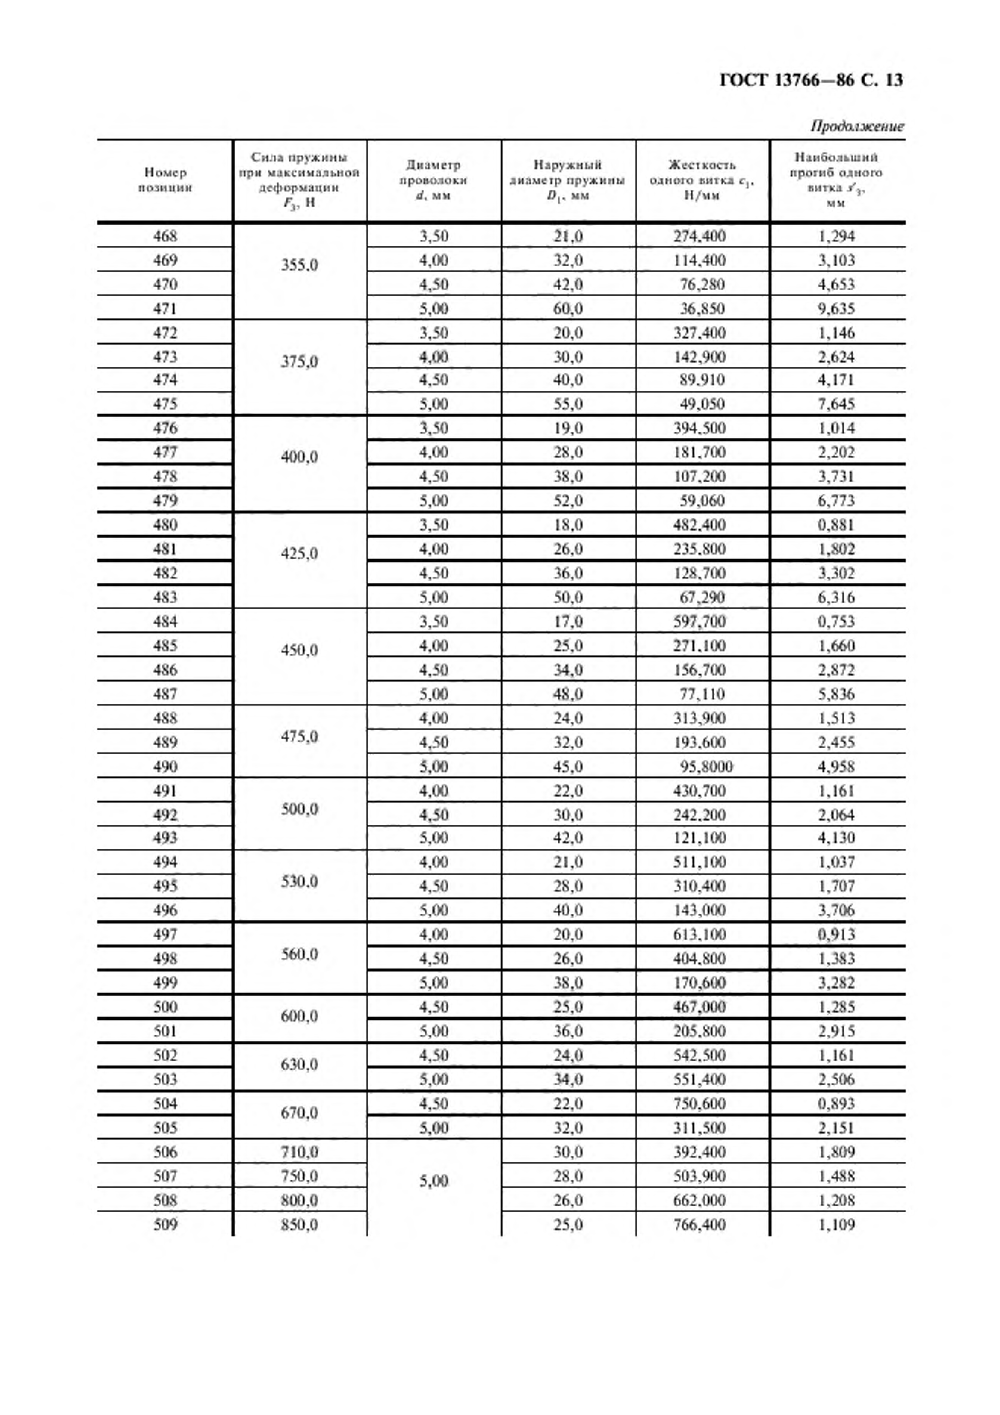 ГОСТ 13766—86 С. 13
Продолжение
Номер позиции | Сила пружины при максимальной деформации F3, Н | Диаметр проволоки d, мм | Наружный диаметр пружины D1, мм | Жесткость одного витка c1, Н/мм | Наибольший прогиб одного витка s'3, мм
468 355.0 3,50 21,0 274.400 1,294
469 4,00 32,0 114.400 3,103
470 4,50 42,0 76,280 4,653
471 5,00 60,0 36,850 9,635
472 375,0 3,50 20,0 327.400 1,146
473 4,00 30,0 142,900 2,624
474 4,50 40,0 89.910 4,171
475 5,00 55,0 49,050 7,645
476 400,0 3,50 19,0 394,500 1,014
477 4,00 28,0 181,700 2,202
478 4,50 38,0 107,200 3,731
479 5,00 52,0 59,060 6,773
480 425,0 3,50 18,0 482,400 0,881
481 4,00 26,0 235.800 1,802
482 4,50 36,0 128,700 3,302
483 5,00 50,0 67,290 6,316
484 450,0 3,50 17,0 597,700 0,753
485 4,00 25,0 271,100 1,660
486 4,50 34,0 156,700 2,872
487 5,00 48,0 77,110 5,836
488 475,0 4,00 24,0 313,900 1,513
489 4,50 32,0 193.600 2,455
490 5,00 45,0 95,8000 4,958
491 500,0 4,00 22,0 430,700 1,161
492 4,50 30,0 242,200 2,064
493 5,00 42,0 121,100 4,130
494 530.0 4,00 21,0 511,100 1,037
495 4,50 28,0 310,400 1,707
496 5,00 40,0 143,000 3,706
497 560.0 4,00 20,0 613,100 0,913
498 4,50 26,0 404.800 1,383
499 5,00 38,0 170,600 3,282
500 600,0 4,50 25,0 467,000 1,285
501 5,00 36,0 205.800 2,915
502 630,0 4,50 24,0 542.500 1,161
503 5,00 34,0 551,400 2,506
504 670,0 4,50 22,0 750,600 0,893
505 5,00 32,0 311,500 2,151
506 710,0 5,00 30,0 392,400 1,809
507 750,0 28,0 503,900 1,488
508 800,0 26,0 662,000 1,208
509 850,0 25,0 766,400 1,109